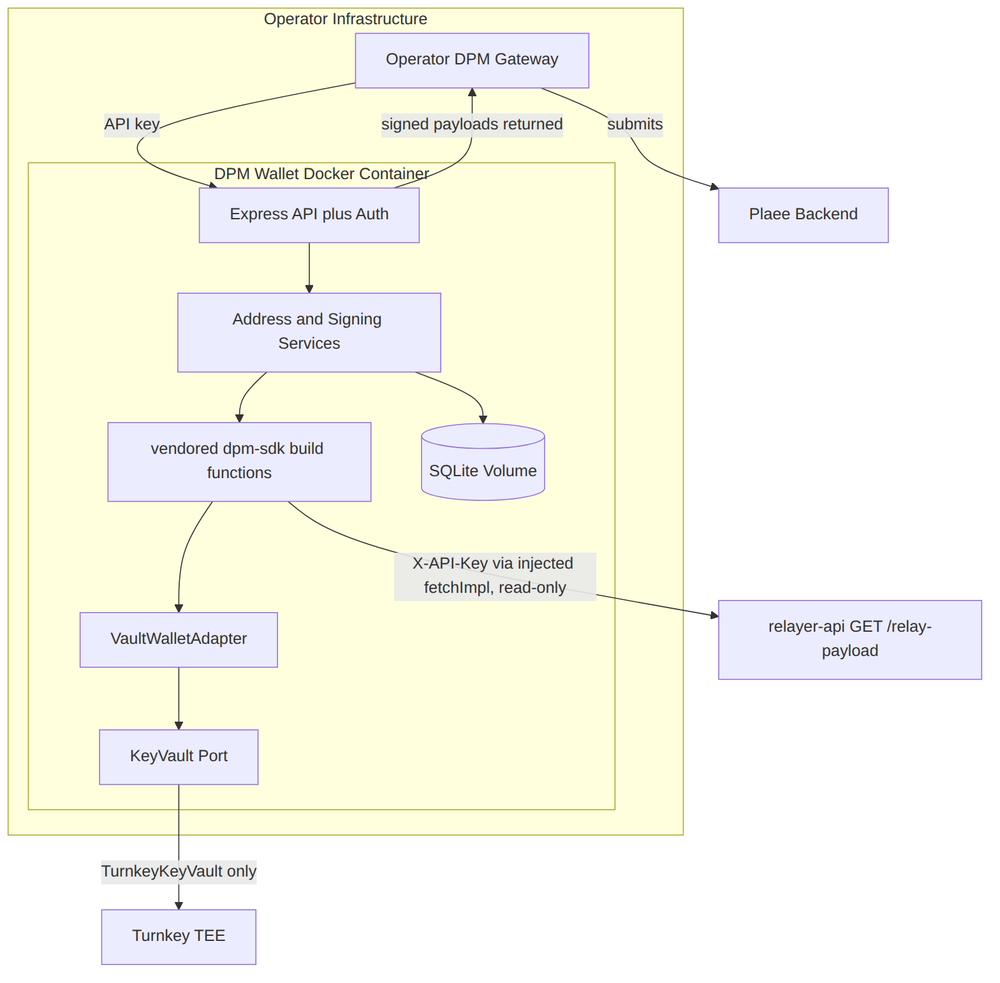 Operator Infrastructure
Operator DPM Gateway
API key
signed payloads returned
submits
DPM Wallet Docker Container
Express API plus Auth
Plaee Backend
Address and Signing
Services
vendored dpm-sdk build
functions
SQLite Volume
X-API-Key via injected
fetchImpl, read-only
VaultWalletAdapter
relayer-api GET /relay-
payload
KeyVault Port
TurnkeyKeyVault only
Turnkey TEE